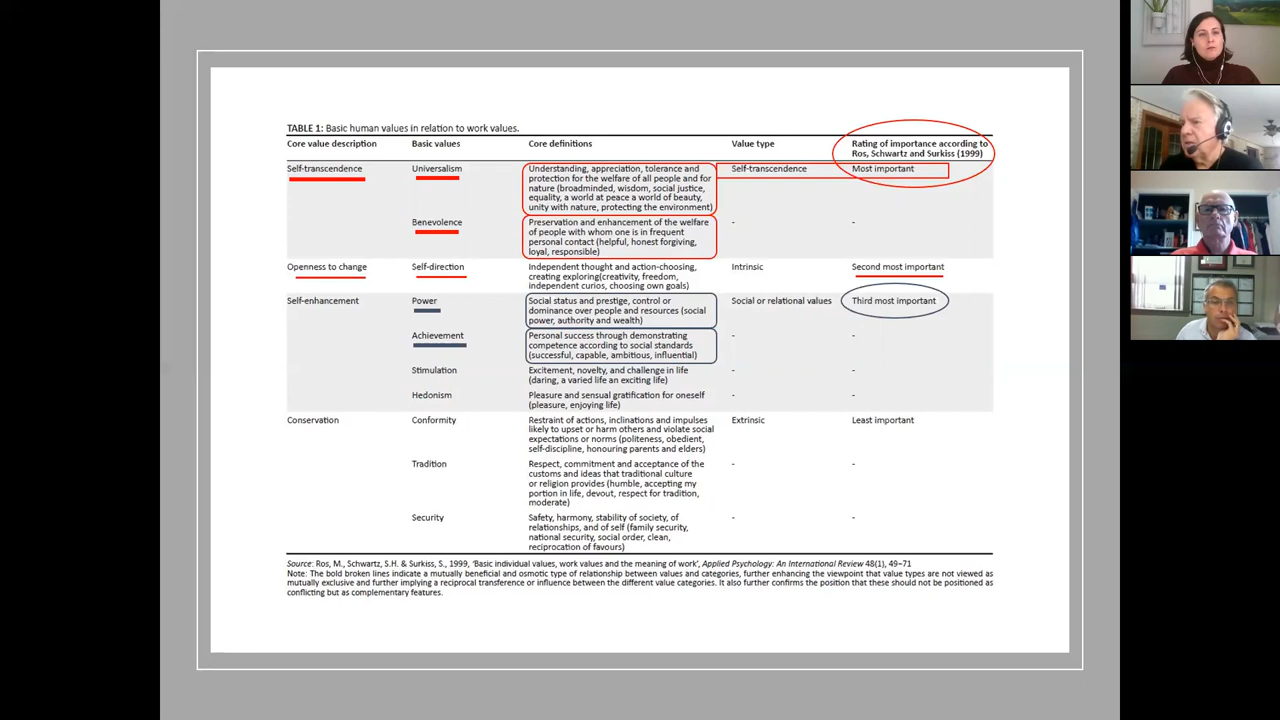 TABLE 1: Basic human values in relation to work values.
Core value description Basic values Core definitions Value type Rating of importance according to
Ros, Schwartz and Surkiss (1999)
Self-transcendence Universalism Understanding, appreciation, tolerance and Self-transcendence Most important
protection for the welfare of all people and for
nature (broadminded, wisdom, social justice,
equality, a world at peace a world of beauty,
unity with nature, protecting the environment)
Benevolence Preservation and enhancement of the welfare - -
of people with whom one is in frequent
personal contact (helpful, honest forgiving,
loyal, responsible)
Openness to change Self-direction Independent thought and action-choosing, Intrinsic Second most important
creating exploring(creativity, freedom,
independent curios, choosing own goals)
Self-enhancement Power Social status and prestige, control or Social or relational values Third most important
dominance over people and resources (social
power, authority and wealth)
Achievement Personal success through demonstrating - -
competence according to social standards
(successful, capable, ambitious, influential)
Stimulation Excitement, novelty, and challenge in life - -
(daring, a varied life an exciting life)
Hedonism Pleasure and sensual gratification for oneself - -
(pleasure, enjoying life)
Conservation Conformity Restraint of actions, inclinations and impulses Extrinsic Least important
likely to upset or harm others and violate social
expectations or norms (politeness, obedient,
self-discipline, honouring parents and elders)
Tradition Respect, commitment and acceptance of the - -
customs and ideas that traditional culture
or religion provides (humble, accepting my
portion in life, devout, respect for tradition,
moderate)
Security Safety, harmony, stability of society, of - -
relationships, and of self (family security,
national security, social order, clean,
reciprocation of favours)
Source: Ros, M., Schwartz, S.H. & Surkiss, S., 1999, 'Basic individual values, work values and the meaning of work', Applied Psychology: An International Review 48(1), 49–71
Note: The bold broken lines indicate a mutually beneficial and osmotic type of relationship between values and categories, further enhancing the viewpoint that value types are not viewed as
mutually exclusive and further implying a reciprocal transference or influence between the different value categories. It also further confirms the position that these should not be positioned as
conflicting but as complementary features.